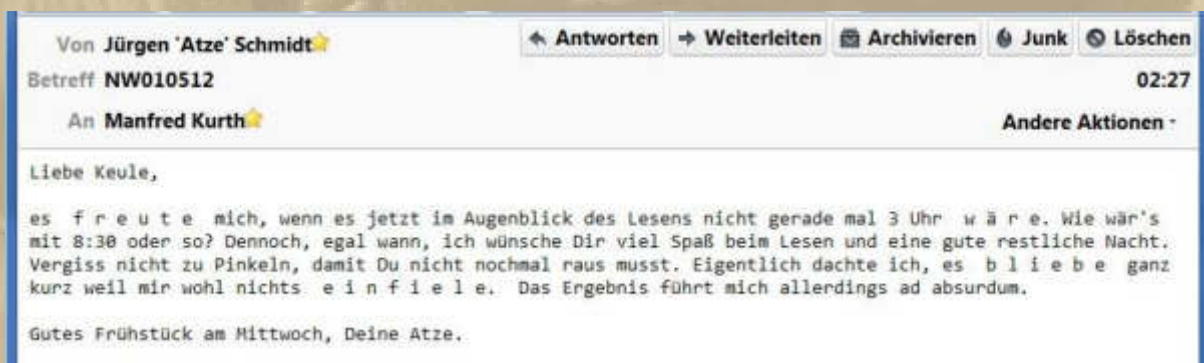 Von Jürgen 'Atze' Schmidt Antworten Weiterleiten Archivieren Junk Löschen
Betreff NW010512 02:27
An Manfred Kurth Andere Aktionen
Liebe Keule,
es f r e u t e mich, wenn es jetzt im Augenblick des Lesens nicht gerade mal 3 Uhr w ä r e. Wie wär's
mit 8:30 oder so? Dennoch, egal wann, ich wünsche Dir viel Spaß beim Lesen und eine gute restliche Nacht.
Vergiss nicht zu Pinkeln, damit Du nicht nochmal raus musst. Eigentlich dachte ich, es b l i e b e ganz
kurz weil mir wohl nichts e i n f i e l e. Das Ergebnis führt mich allerdings ad absurdum.
Gutes Frühstück am Mittwoch, Deine Atze.